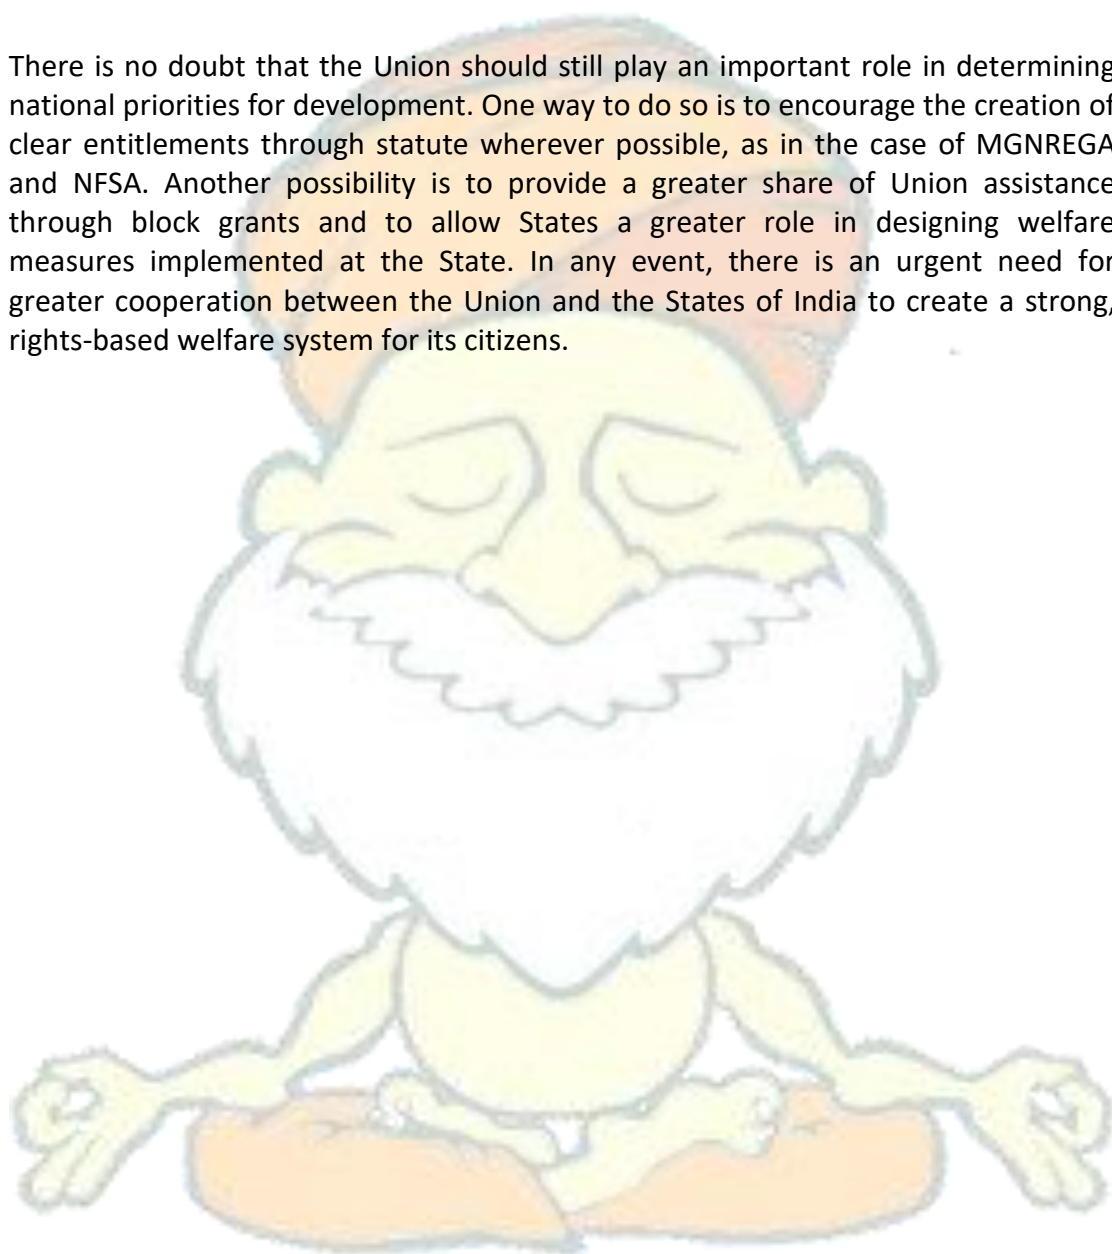 There is no doubt that the Union should still play an important role in determining
national priorities for development. One way to do so is to encourage the creation of
clear entitlements through statute wherever possible, as in the case of MGNREGA
and NFSA. Another possibility is to provide a greater share of Union assistance
through block grants and to allow States a greater role in designing welfare
measures implemented at the State. In any event, there is an urgent need for
greater cooperation between the Union and the States of India to create a strong,
rights-based welfare system for its citizens.